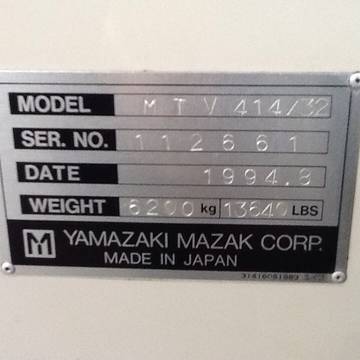 MODEL MTV 414/32
SER. NO. 112661
DATE 1994.8
WEIGHT 6200 kg 13640 LBS
YAMAZAKI MAZAK CORP.
MADE IN JAPAN